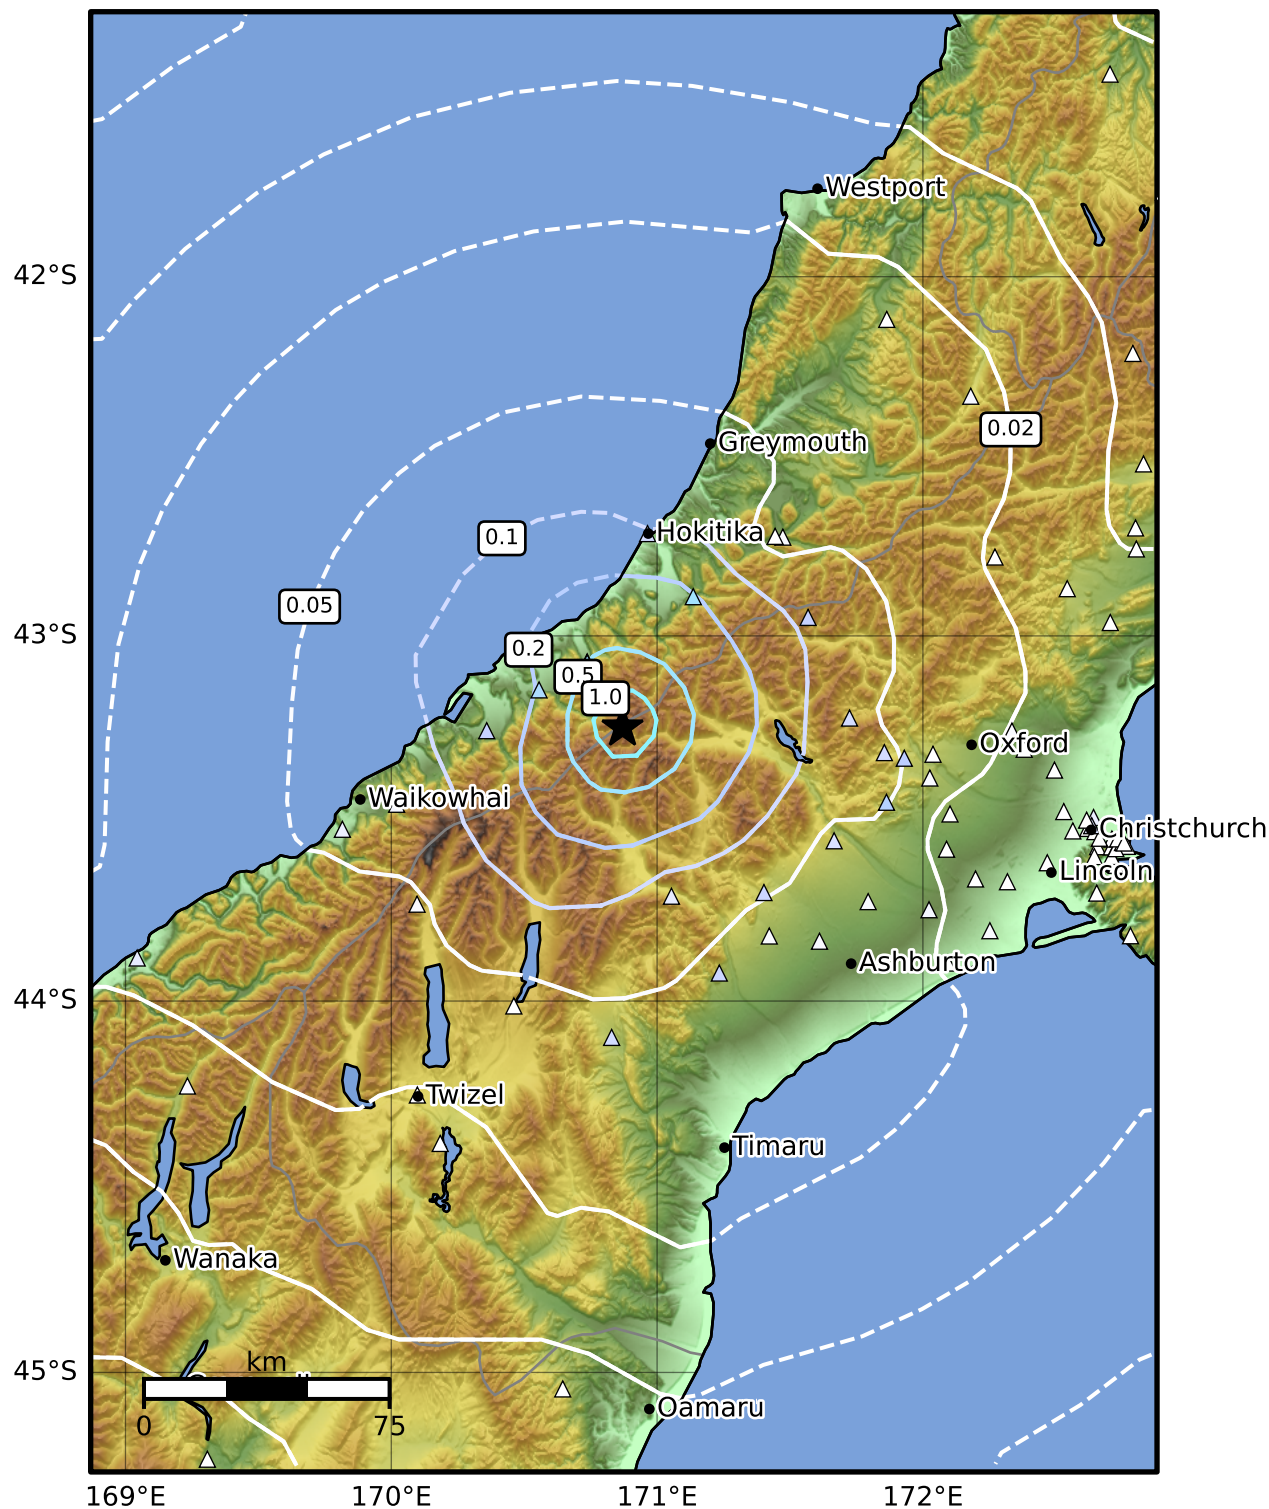 Westport
42°S
0.02
Greymouth
Hokitika
0.1
0.05
43°S
0.2
0.5
1.0
Oxford
Waikowhai
Christchurch
Lincoln
Ashburton
44°S
Twizel
Timaru
Wanaka
km
45°S
0
75
Oamaru
169°E
170°E
171°E
172°E